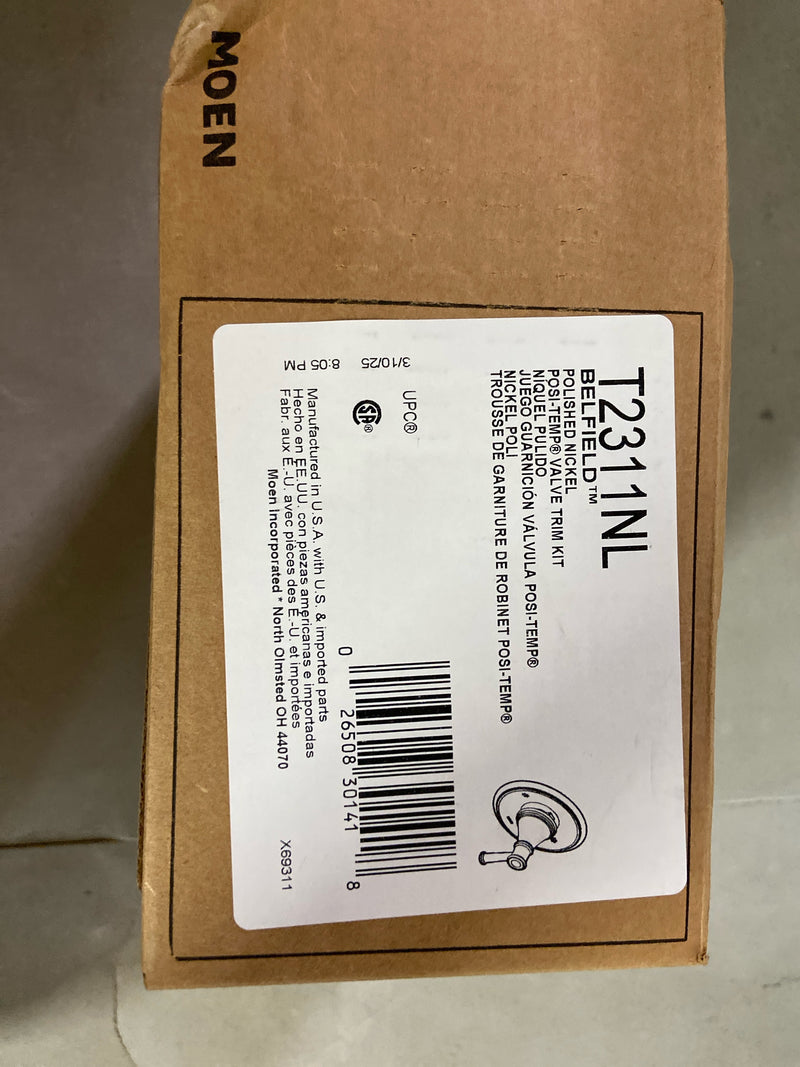 MOEN
T2311NL
BELFIELD™
POLISHED NICKEL
POSI-TEMP® VALVE TRIM KIT
NIQUEL PULIDO
JUEGO GUARNICIÓN VÁLVULA POSI-TEMP®
NICKEL POLI
TROUSSE DE GARNITURE DE ROBINET POSI-TEMP®
3/10/25 8:05 PM
UPC®
SA®
Manufactured in U.S.A. with U.S. & imported parts
Hecho en EE.UU. con piezas americanas e importadas
Fabr. aux É.-U. avec pièces des É.-U. et importées
Moen Incorporated * North Olmsted OH 44070
0 26508 30141 8
X69311